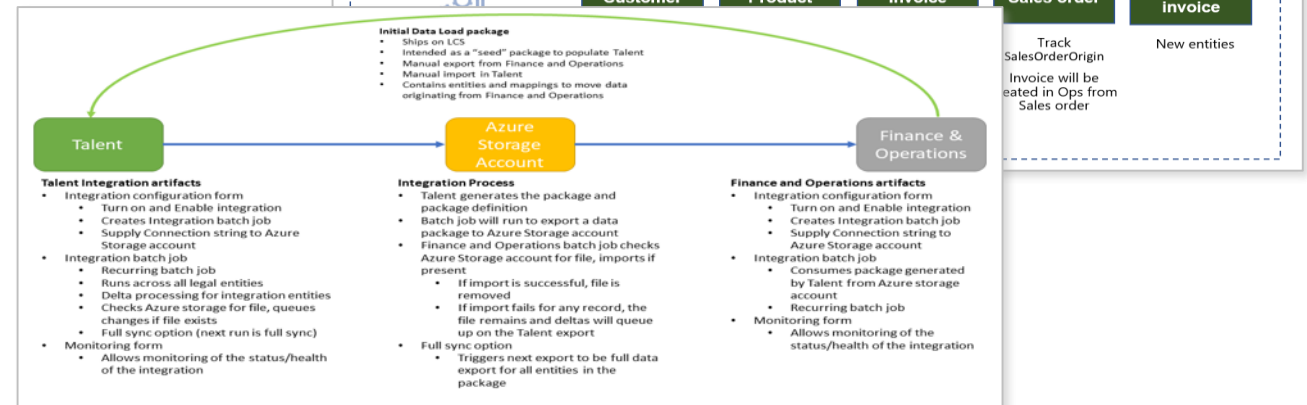 Customer
Product
Invoice
Sales order
invoice
Track
SalesOrderOrigin
Invoice will be
eated in Ops from
Sales order
New entities
Initial Data Load package
• Ships on LCS
• Intended as a “seed” package to populate Talent
• Manual export from Finance and Operations
• Manual import in Talent
• Contains entities and mappings to move data
originating from Finance and Operations
Talent
Azure
Storage
Account
Finance &
Operations
Talent Integration artifacts
• Integration configuration form
• Turn on and Enable integration
• Creates Integration batch job
• Supply Connection string to Azure
Storage account
• Integration batch job
• Recurring batch job
• Runs across all legal entities
• Delta processing for integration entities
• Checks Azure storage for file, queues
changes if file exists
• Full sync option (next run is full sync)
• Monitoring form
• Allows monitoring of the status/health
of the integration
Integration Process
• Talent generates the package and
package definition
• Batch job will run to export a data
package to Azure Storage account
• Finance and Operations batch job checks
Azure Storage account for file, imports if
present
• If import is successful, file is
removed
• If import fails for any record, the
file remains and deltas will queue
up on the Talent export
• Full sync option
• Triggers next export to be full data
export for all entities in the
package
Finance and Operations artifacts
• Integration configuration form
• Turn on and Enable integration
• Creates Integration batch job
• Supply Connection string to
Azure Storage account
• Integration batch job
• Consumes package generated
by Talent from Azure storage
account
• Recurring batch job
• Monitoring form
• Allows monitoring of the
status/health of the integration